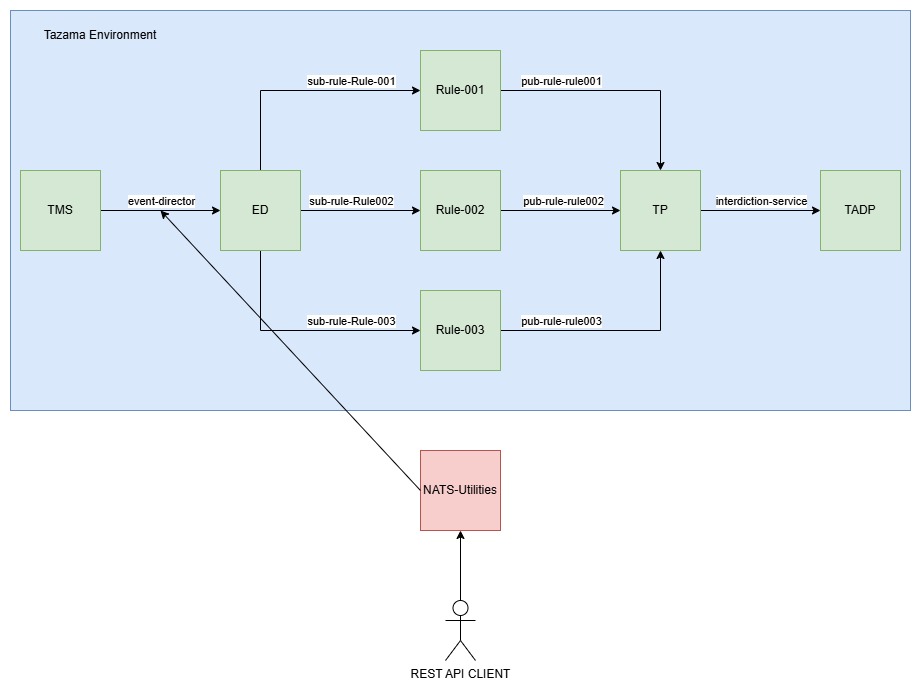 Tazama Environment
sub-rule-Rule-001
Rule-001
pub-rule-rule001
TMS
event-director
ED
sub-rule-Rule002
Rule-002
pub-rule-rule002
TP
interdiction-service
TADP
sub-rule-Rule-003
Rule-003
pub-rule-rule003
NATS-Utilities
REST API CLIENT